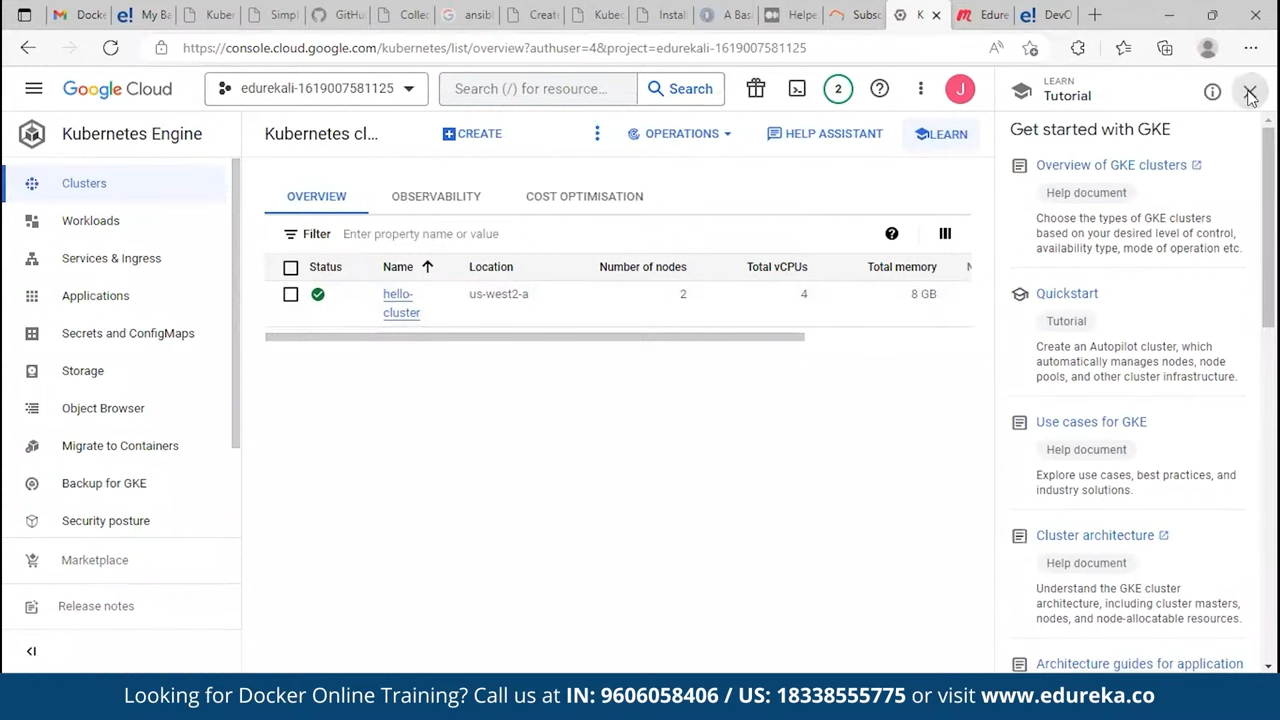 Docke
My Ba
Kuber
Simpl
GitHu
Collec
ansibl
Create
Kubec
Instal
A Bas
Helpe
Subsc
K
Edure
DevO
https://console.cloud.google.com/kubernetes/list/overview?authuser=4&project=edurekali-1619007581125
Google Cloud
edurekali-1619007581125
Search (/) for resource...
Search
2
J
LEARN
Tutorial
Kubernetes Engine
Kubernetes cl...
CREATE
OPERATIONS
HELP ASSISTANT
LEARN
Clusters
Workloads
Services & Ingress
Applications
Secrets and ConfigMaps
Storage
Object Browser
Migrate to Containers
Backup for GKE
Security posture
Marketplace
Release notes
OVERVIEW
OBSERVABILITY
COST OPTIMISATION
Filter
Enter property name or value
Status
Name
Location
Number of nodes
Total vCPUs
Total memory
N
hello-
cluster
us-west2-a
2
4
8 GB
Get started with GKE
Overview of GKE clusters
Help document
Choose the types of GKE clusters
based on your desired level of control,
availability type, mode of operation etc.
Quickstart
Tutorial
Create an Autopilot cluster, which
automatically manages nodes, node
pools, and other cluster infrastructure.
Use cases for GKE
Help document
Explore use cases, best practices, and
industry solutions.
Cluster architecture
Help document
Understand the GKE cluster
architecture, including cluster masters,
nodes, and node-allocatable resources.
Architecture guides for application
Looking for Docker Online Training? Call us at IN: 9606058406 / US: 18338555775 or visit www.edureka.co